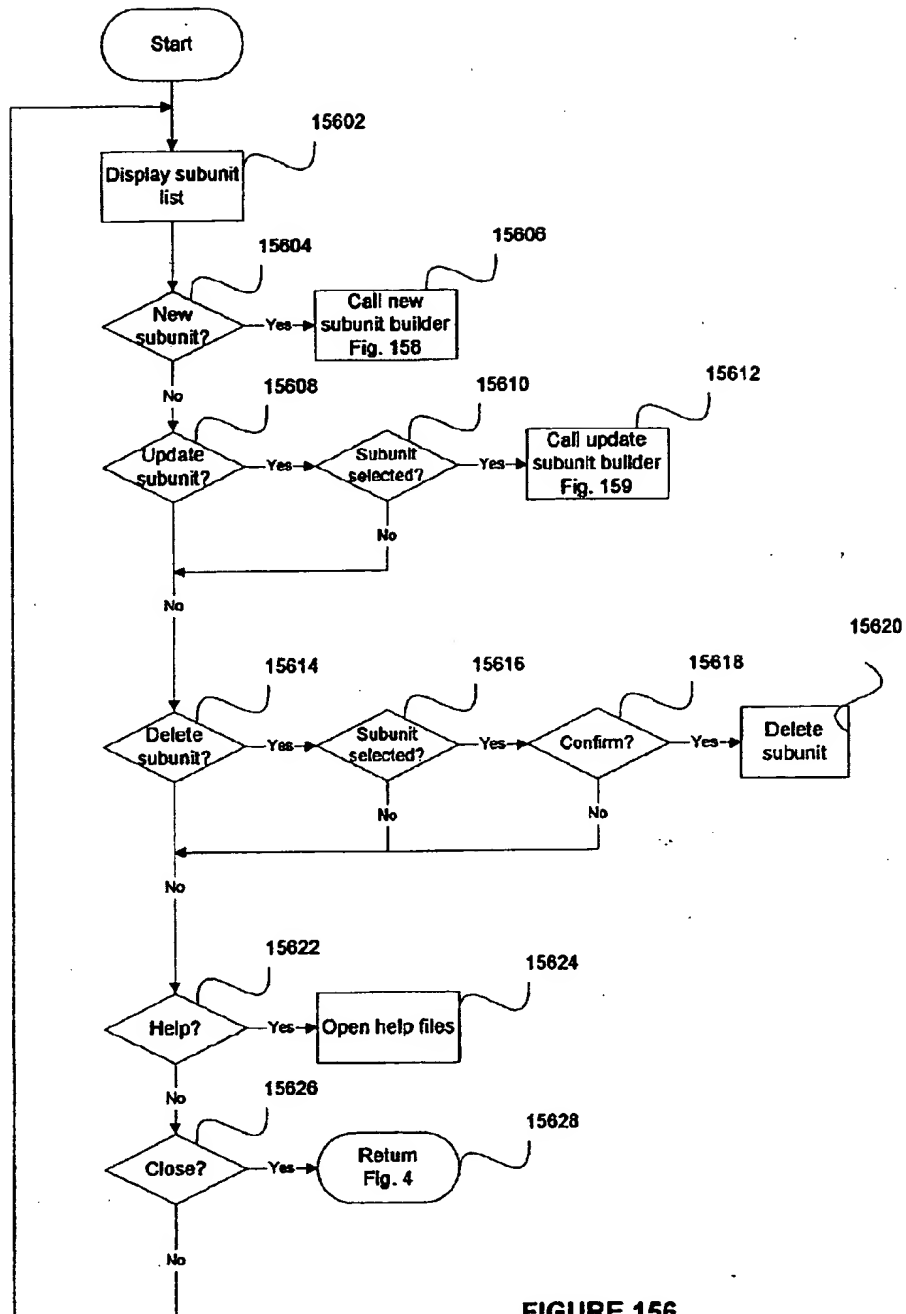 Start
15602
Display subunit
list
15604
15606
New
subunit?
Yes
Call new
subunit builder
Fig. 158
No
15608
15610
15612
Update
subunit?
Yes
Subunit
selected?
Yes
Call update
subunit builder
Fig. 159
No
No
15614
15616
15618
15620
Delete
subunit?
Yes
Subunit
selected?
Yes
Confirm?
Yes
Delete
subunit
No
No
No
15622
15624
Help?
Yes
Open help files
No
15626
15628
Close?
Yes
Return
Fig. 4
No
FIGURE 156